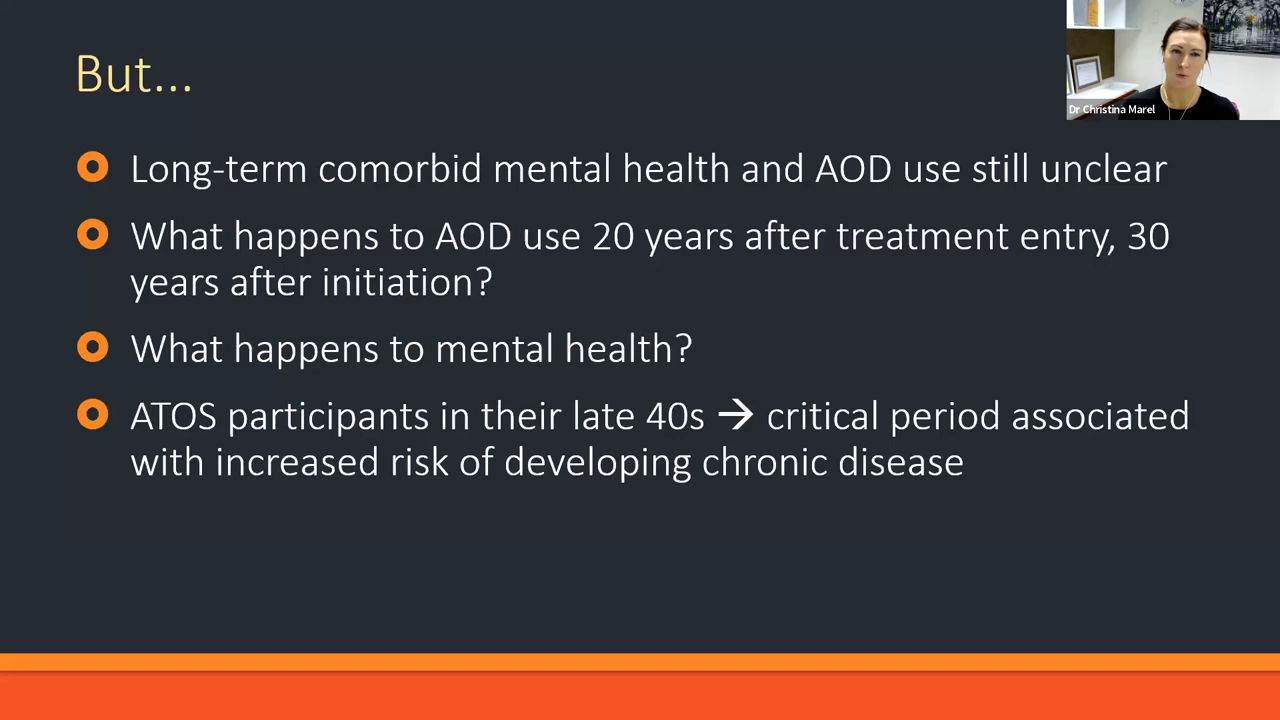 But...
Dr Christina Marel
Long-term comorbid mental health and AOD use still unclear
What happens to AOD use 20 years after treatment entry, 30
years after initiation?
What happens to mental health?
ATOS participants in their late 40s → critical period associated
with increased risk of developing chronic disease